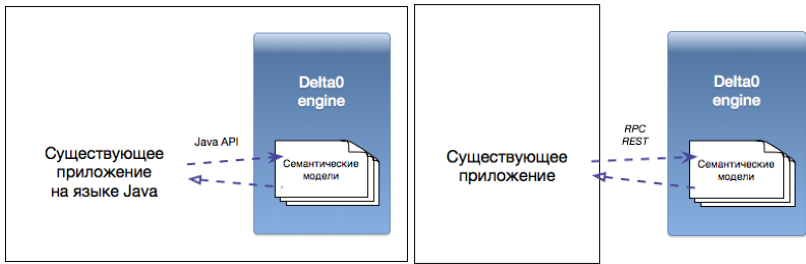 Delta0
engine
Java API
Существующее
приложение
на языке Java
Семантические
модели
Delta0
engine
RPC
REST
Существующее
приложение
Семантические
модели